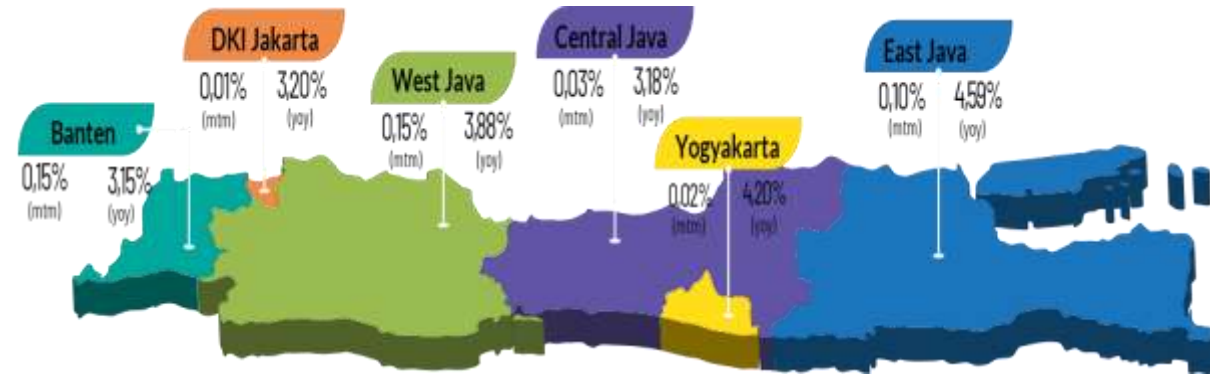 Banten
0,15% 3,15%
(mtm) (yoy)
DKI Jakarta
0,01% 3,20%
(mtm) (yoy)
West Java
0,15% 3,88%
(mtm) (yoy)
Central Java
0,03% 3,18%
(mtm) (yoy)
Yogyakarta
0,02% 4,20%
(mtm) (yoy)
East Java
0,10% 4,59%
(mtm) (yoy)